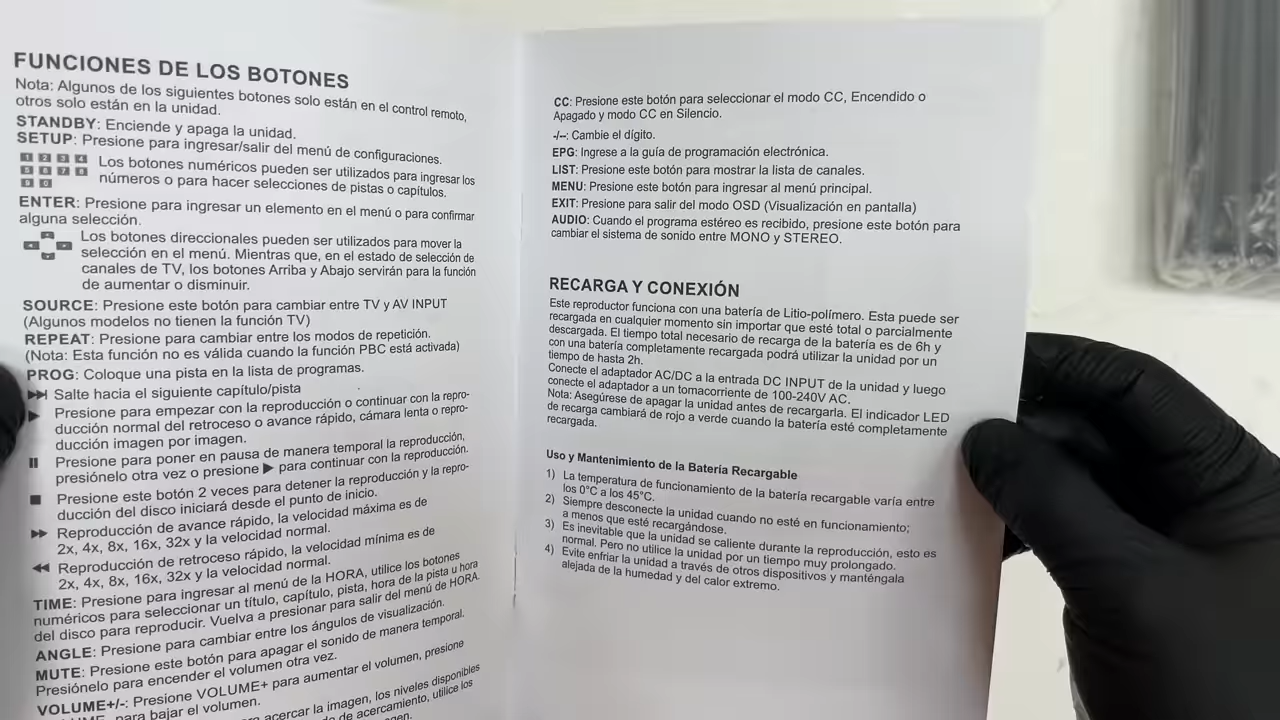 FUNCIONES DE LOS BOTONES
Nota: Algunos de los siguientes botones solo están en el control remoto,
otros solo están en la unidad.
STANDBY: Enciende y apaga la unidad.
SETUP: Presione para ingresar/salir del menú de configuraciones.
1 2 3 4
5 6 7 8
9 0
Los botones numéricos pueden ser utilizados para ingresar los
números o para hacer selecciones de pistas o capítulos.
ENTER: Presione para ingresar un elemento en el menú o para confirmar
alguna selección.
Los botones direccionales pueden ser utilizados para mover la
selección en el menú. Mientras que, en el estado de selección de
canales de TV, los botones Arriba y Abajo servirán para la función
de aumentar o disminuir.
SOURCE: Presione este botón para cambiar entre TV y AV INPUT
(Algunos modelos no tienen la función TV)
REPEAT: Presione para cambiar entre los modos de repetición.
(Nota: Esta función no es válida cuando la función PBC está activada)
PROG: Coloque una pista en la lista de programas.
Salte hacia el siguiente capítulo/pista
Presione para empezar con la reproducción o continuar con la repro-
ducción normal del retroceso o avance rápido, cámara lenta o repro-
ducción imagen por imagen.
Presione para poner en pausa de manera temporal la reproducción,
presiónelo otra vez o presione ▶ para continuar con la reproducción.
Presione este botón 2 veces para detener la reproducción y la repro-
ducción del disco iniciará desde el punto de inicio.
Reproducción de avance rápido, la velocidad máxima es de
2x, 4x, 8x, 16x, 32x y la velocidad normal.
Reproducción de retroceso rápido, la velocidad mínima es de
2x, 4x, 8x, 16x, 32x y la velocidad normal.
TIME: Presione para ingresar al menú de la HORA, utilice los botones
numéricos para seleccionar un título, capítulo, pista, hora de la pista u hora
del disco para reproducir. Vuelva a presionar para salir del menú de HORA.
ANGLE: Presione para cambiar entre los ángulos de visualización.
MUTE: Presione este botón para apagar el sonido de manera temporal.
Presiónelo para encender el volumen otra vez.
VOLUME+/-: Presione VOLUME+ para aumentar el volumen, presione
para bajar el volumen.
acercar la imagen, los niveles disponibles
de acercamiento, utilice los
CC: Presione este botón para seleccionar el modo CC, Encendido o
Apagado y modo CC en Silencio.
-/--: Cambie el dígito.
EPG: Ingrese a la guía de programación electrónica.
LIST: Presione este botón para mostrar la lista de canales.
MENU: Presione este botón para ingresar al menú principal.
EXIT: Presione para salir del modo OSD (Visualización en pantalla)
AUDIO: Cuando el programa estéreo es recibido, presione este botón para
cambiar el sistema de sonido entre MONO y STEREO.
RECARGA Y CONEXIÓN
Este reproductor funciona con una batería de Litio-polímero. Esta puede ser
recargada en cualquier momento sin importar que esté total o parcialmente
descargada. El tiempo total necesario de recarga de la batería es de 6h y
con una batería completamente recargada podrá utilizar la unidad por un
tiempo de hasta 2h.
Conecte el adaptador AC/DC a la entrada DC INPUT de la unidad y luego
conecte el adaptador a un tomacorriente de 100-240V AC.
Nota: Asegúrese de apagar la unidad antes de recargarla. El indicador LED
de recarga cambiará de rojo a verde cuando la batería esté completamente
recargada.
Uso y Mantenimiento de la Batería Recargable
1) La temperatura de funcionamiento de la batería recargable varía entre
los 0°C a los 45°C.
2) Siempre desconecte la unidad cuando no esté en funcionamiento;
a menos que esté recargándose.
3) Es inevitable que la unidad se caliente durante la reproducción, esto es
normal. Pero no utilice la unidad por un tiempo muy prolongado.
4) Evite enfriar la unidad a través de otros dispositivos y manténgala
alejada de la humedad y del calor extremo.